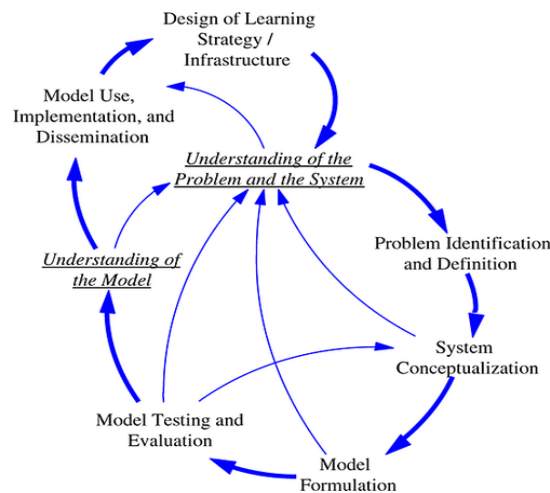 Design of Learning
Strategy /
Infrastructure
Model Use,
Implementation, and
Dissemination
Understanding of the
Problem and the System
Problem Identification
and Definition
Understanding of
the Model
System
Conceptualization
Model Testing and
Evaluation
Model
Formulation